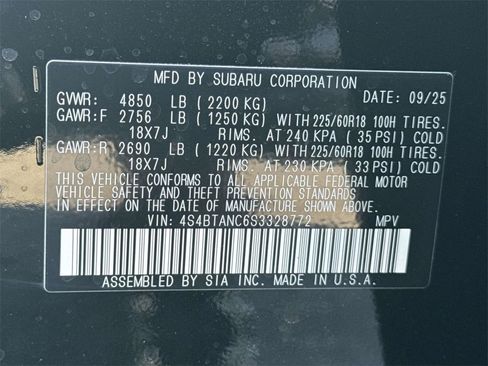 MFD BY SUBARU CORPORATION
GVWR: 4850 LB ( 2200 KG) DATE: 09/25
GAWR:F 2756 LB ( 1250 KG) WITH 225/60R18 100H TIRES.
18X7J RIMS. AT 240 KPA ( 35 PSI) COLD
GAWR:R 2690 LB ( 1220 KG) WITH 225/60R18 100H TIRES.
18X7J RIMS. AT 230 KPA ( 33 PSI) COLD
THIS VEHICLE CONFORMS TO ALL APPLICABLE FEDERAL MOTOR
VEHICLE SAFETY AND THEFT PREVENTION STANDARDS
IN EFFECT ON THE DATE OF MANUFACTURE SHOWN ABOVE.
VIN: 4S4BTANC6S3328772 MPV
ASSEMBLED BY SIA INC. MADE IN U.S.A.